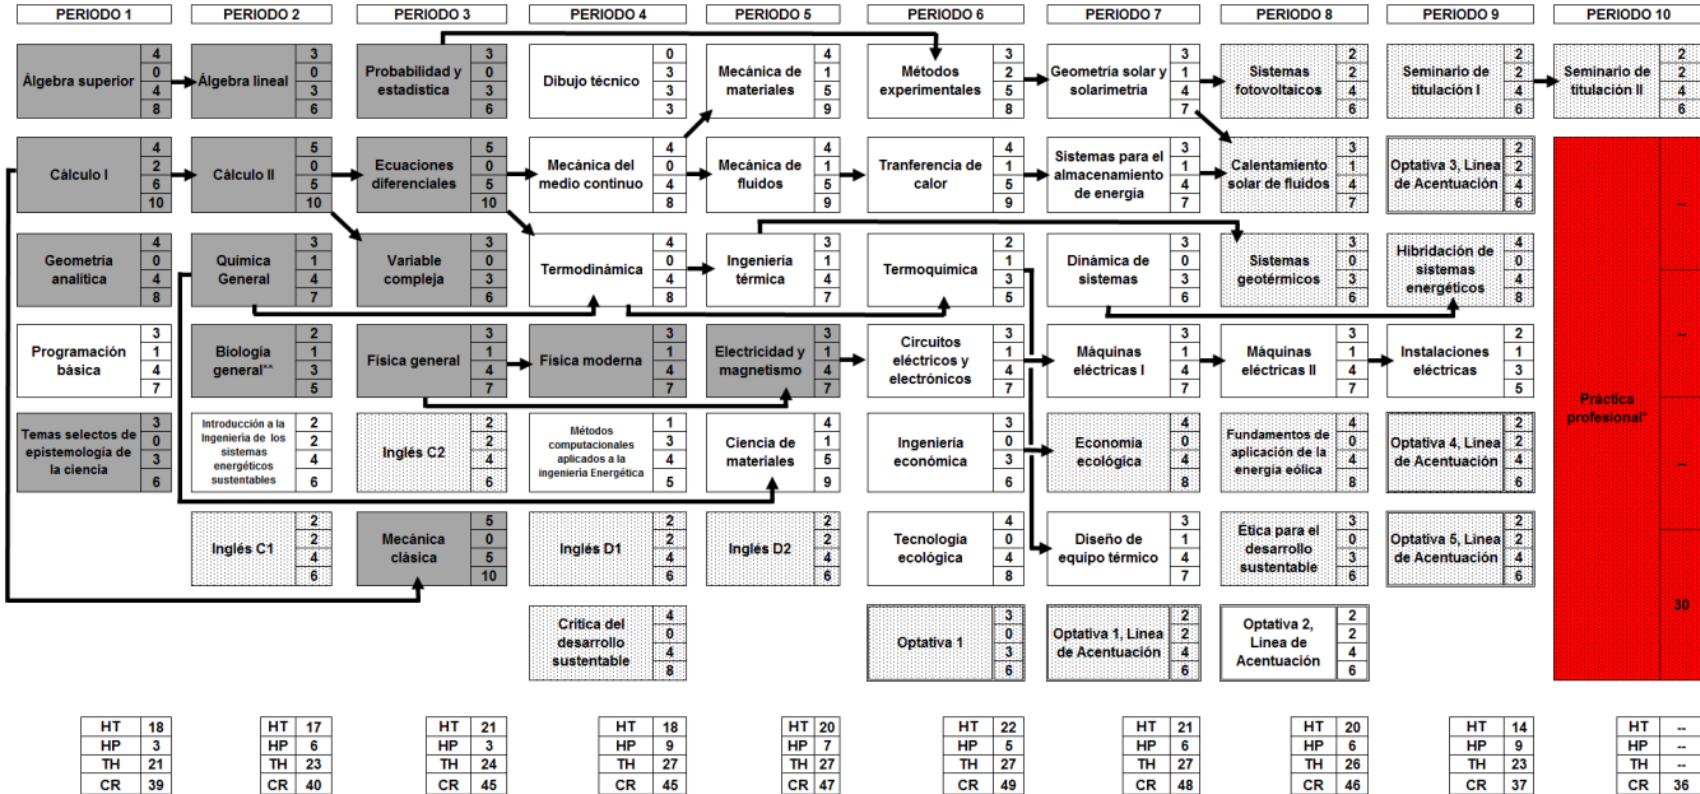 PERIODO 1
PERIODO 2
PERIODO 3
PERIODO 4
PERIODO 5
PERIODO 6
PERIODO 7
PERIODO 8
PERIODO 9
PERIODO 10
Álgebra superior
4
0
4
8
Álgebra lineal
3
0
3
6
Probabilidad y
estadística
3
0
3
6
Dibujo técnico
0
3
3
3
Mecánica de
materiales
4
1
5
9
Métodos
experimentales
3
2
5
8
Geometría solar y
solarimetría
3
1
4
7
Sistemas
fotovoltaicos
2
2
4
6
Seminario de
titulación I
2
2
4
6
Seminario de
titulación II
2
2
4
6
Cálculo I
4
2
6
10
Cálculo II
5
0
5
10
Ecuaciones
diferenciales
5
0
5
10
Mecánica del
medio continuo
4
0
4
8
Mecánica de
fluidos
4
1
5
9
Tranferencia de
calor
4
1
5
9
Sistemas para el
almacenamiento
de energía
3
1
4
7
Calentamiento
solar de fluidos
3
1
4
7
Optativa 3, Linea
de Acentuación
2
2
4
6
Práctica
profesional*
--
--
--
30
Geometría
analítica
4
0
4
8
Química
General
3
1
4
7
Variable
compleja
3
0
3
6
Termodinámica
4
0
4
8
Ingeniería
térmica
3
1
4
7
Termoquímica
2
1
3
5
Dinámica de
sistemas
3
0
3
6
Sistemas
geotérmicos
3
0
3
6
Hibridación de
sistemas
energéticos
4
0
4
8
Programación
básica
3
1
4
7
Biología
general**
2
1
3
5
Física general
3
1
4
7
Física moderna
3
1
4
7
Electricidad y
magnetismo
3
1
4
7
Circuitos
eléctricos y
electrónicos
3
1
4
7
Máquinas
eléctricas I
3
1
4
7
Máquinas
eléctricas II
3
1
4
7
Instalaciones
eléctricas
2
1
3
5
Temas selectos de
epistemología de
la ciencia
3
0
3
6
Introducción a la
Ingeniería de los
sistemas
energéticos
sustentables
2
2
4
6
Inglés C2
2
2
4
6
Métodos
computacionales
aplicados a la
ingeniería Energética
1
3
4
5
Ciencia de
materiales
4
1
5
9
Ingeniería
económica
3
0
3
6
Economía
ecológica
4
0
4
8
Fundamentos de
aplicación de la
energía eólica
4
0
4
8
Optativa 4, Linea
de Acentuación
2
2
4
6
Inglés C1
2
2
4
6
Mecánica
clásica
5
0
5
10
Inglés D1
2
2
4
6
Inglés D2
2
2
4
6
Tecnología
ecológica
4
0
4
8
Diseño de
equipo térmico
3
1
4
7
Ética para el
desarrollo
sustentable
3
0
3
6
Optativa 5, Linea
de Acentuación
2
2
4
6
Crítica del
desarrollo
sustentable
4
0
4
8
Optativa 1
3
0
3
6
Optativa 1, Linea
de Acentuación
2
2
4
6
Optativa 2,
Linea de
Acentuación
2
2
4
6
HT 18
HP 3
TH 21
CR 39
HT 17
HP 6
TH 23
CR 40
HT 21
HP 3
TH 24
CR 45
HT 18
HP 9
TH 27
CR 45
HT 20
HP 7
TH 27
CR 47
HT 22
HP 5
TH 27
CR 49
HT 21
HP 6
TH 27
CR 48
HT 20
HP 6
TH 26
CR 46
HT 14
HP 9
TH 23
CR 37
HT --
HP --
TH --
CR 36